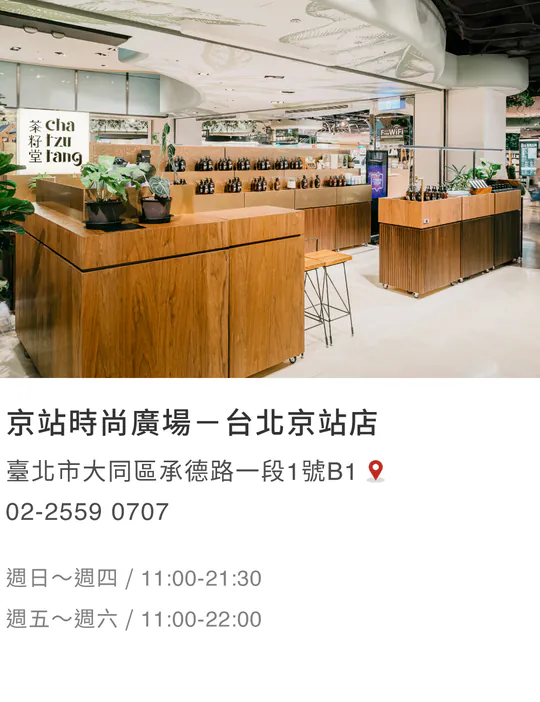 茶籽堂
cha
tzu
tang
Free WiFi
京站時尚廣場－台北京站店
臺北市大同區承德路一段1號B1
02-2559 0707
週日～週四 / 11:00-21:30
週五～週六 / 11:00-22:00